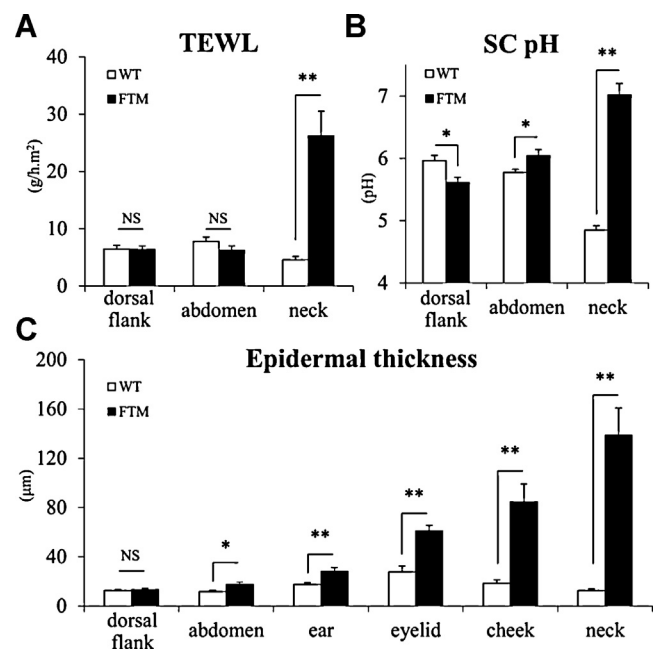 A
TEWL
40
30
20
10
0
(g/h.m²)
WT
FTM
NS
NS
**
dorsal
flank
abdomen
neck
B
SC pH
7
6
5
4
(pH)
WT
FTM
*
*
**
dorsal
flank
abdomen
neck
C
Epidermal thickness
200
160
120
80
40
0
(μm)
WT
FTM
NS
*
**
**
**
**
dorsal
flank
abdomen
ear
eyelid
cheek
neck